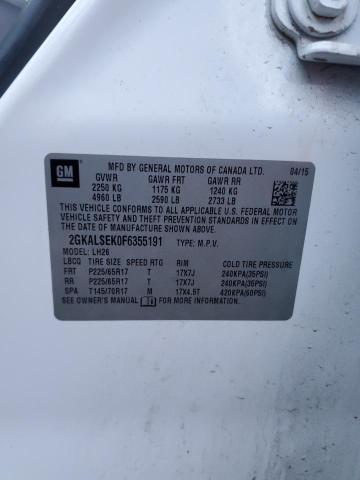 GM
MFD BY GENERAL MOTORS OF CANADA LTD. 04/15
GVWR GAWR FRT GAWR RR
2250 KG 1175 KG 1240 KG
4960 LB 2590 LB 2733 LB
THIS VEHICLE CONFORMS TO ALL APPLICABLE U.S. FEDERAL MOTOR
VEHICLE SAFETY AND THEFT PREVENTION STANDARDS IN EFFECT ON THE
DATE OF MANUFACTURE SHOWN ABOVE.
2GKALSEK0F6355191 TYPE: M.P.V.
MODEL: LH26
LBCQ TIRE SIZE SPEED RTG RIM COLD TIRE PRESSURE
FRT P225/65R17 T 17X7J 240KPA(35PSI)
RR P225/65R17 T 17X7J 240KPA(35PSI)
SPA T145/70R17 M 17X4.5T 420KPA(60PSI)
SEE OWNER'S MANUAL FOR MORE INFORMATION.